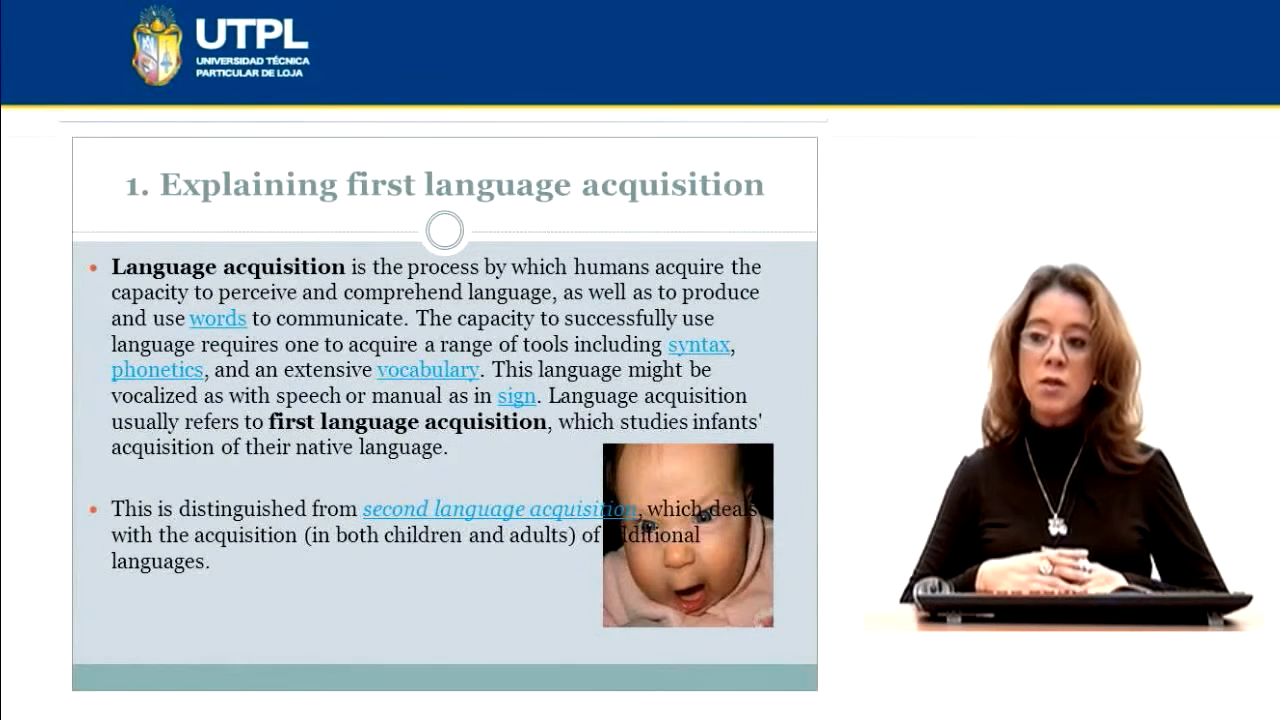 UTPL
UNIVERSIDAD TÉCNICA
PARTICULAR DE LOJA
1. Explaining first language acquisition
• Language acquisition is the process by which humans acquire the
capacity to perceive and comprehend language, as well as to produce
and use words to communicate. The capacity to successfully use
language requires one to acquire a range of tools including syntax,
phonetics, and an extensive vocabulary. This language might be
vocalized as with speech or manual as in sign. Language acquisition
usually refers to first language acquisition, which studies infants'
acquisition of their native language.
• This is distinguished from second language acquisition, which deals
with the acquisition (in both children and adults) of additional
languages.